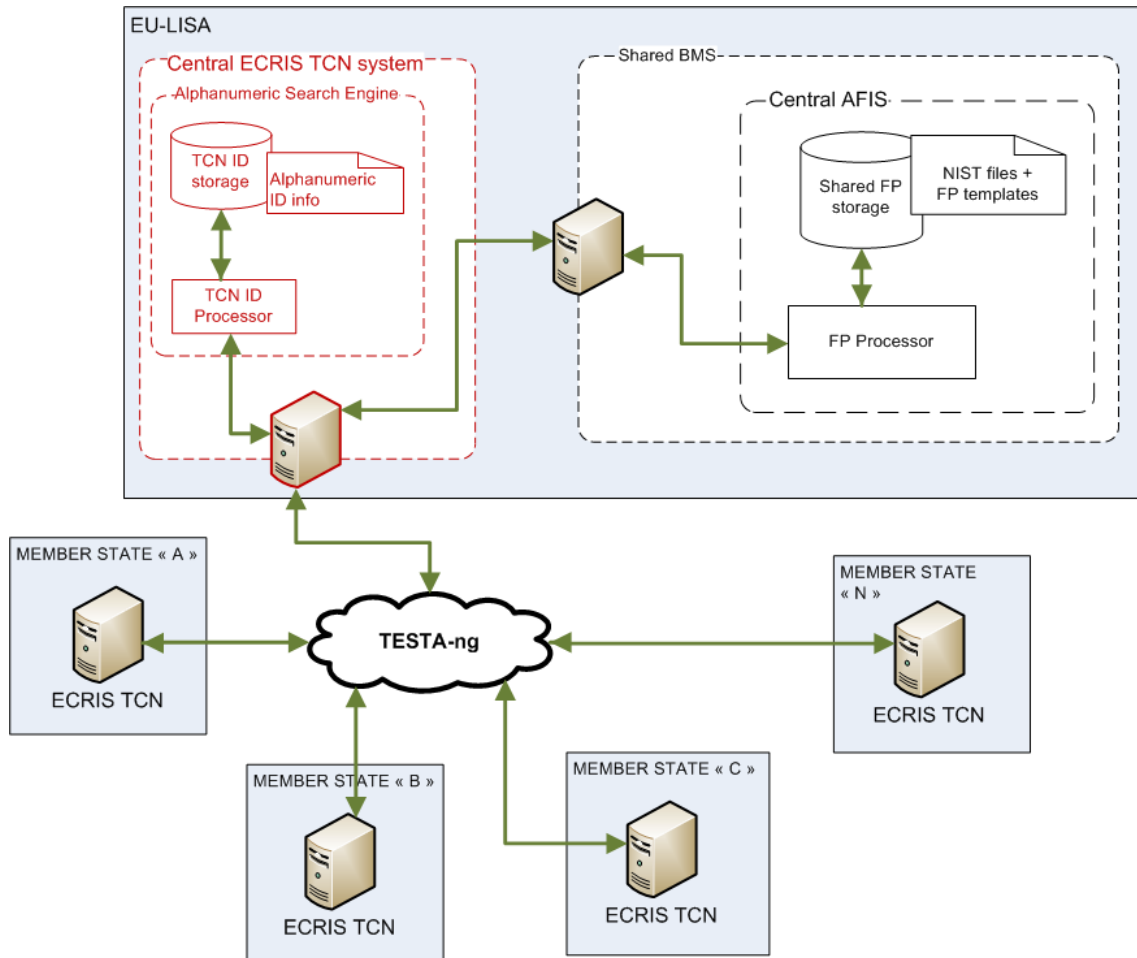 EU-LISA
Central ECRIS TCN system
Alphanumeric Search Engine
TCN ID
storage
Alphanumeric
ID info
TCN ID
Processor
Shared BMS
Central AFIS
Shared FP
storage
NIST files +
FP templates
FP Processor
MEMBER STATE « A »
ECRIS TCN
TESTA-ng
MEMBER STATE
« N »
ECRIS TCN
MEMBER STATE « B »
ECRIS TCN
MEMBER STATE « C »
ECRIS TCN